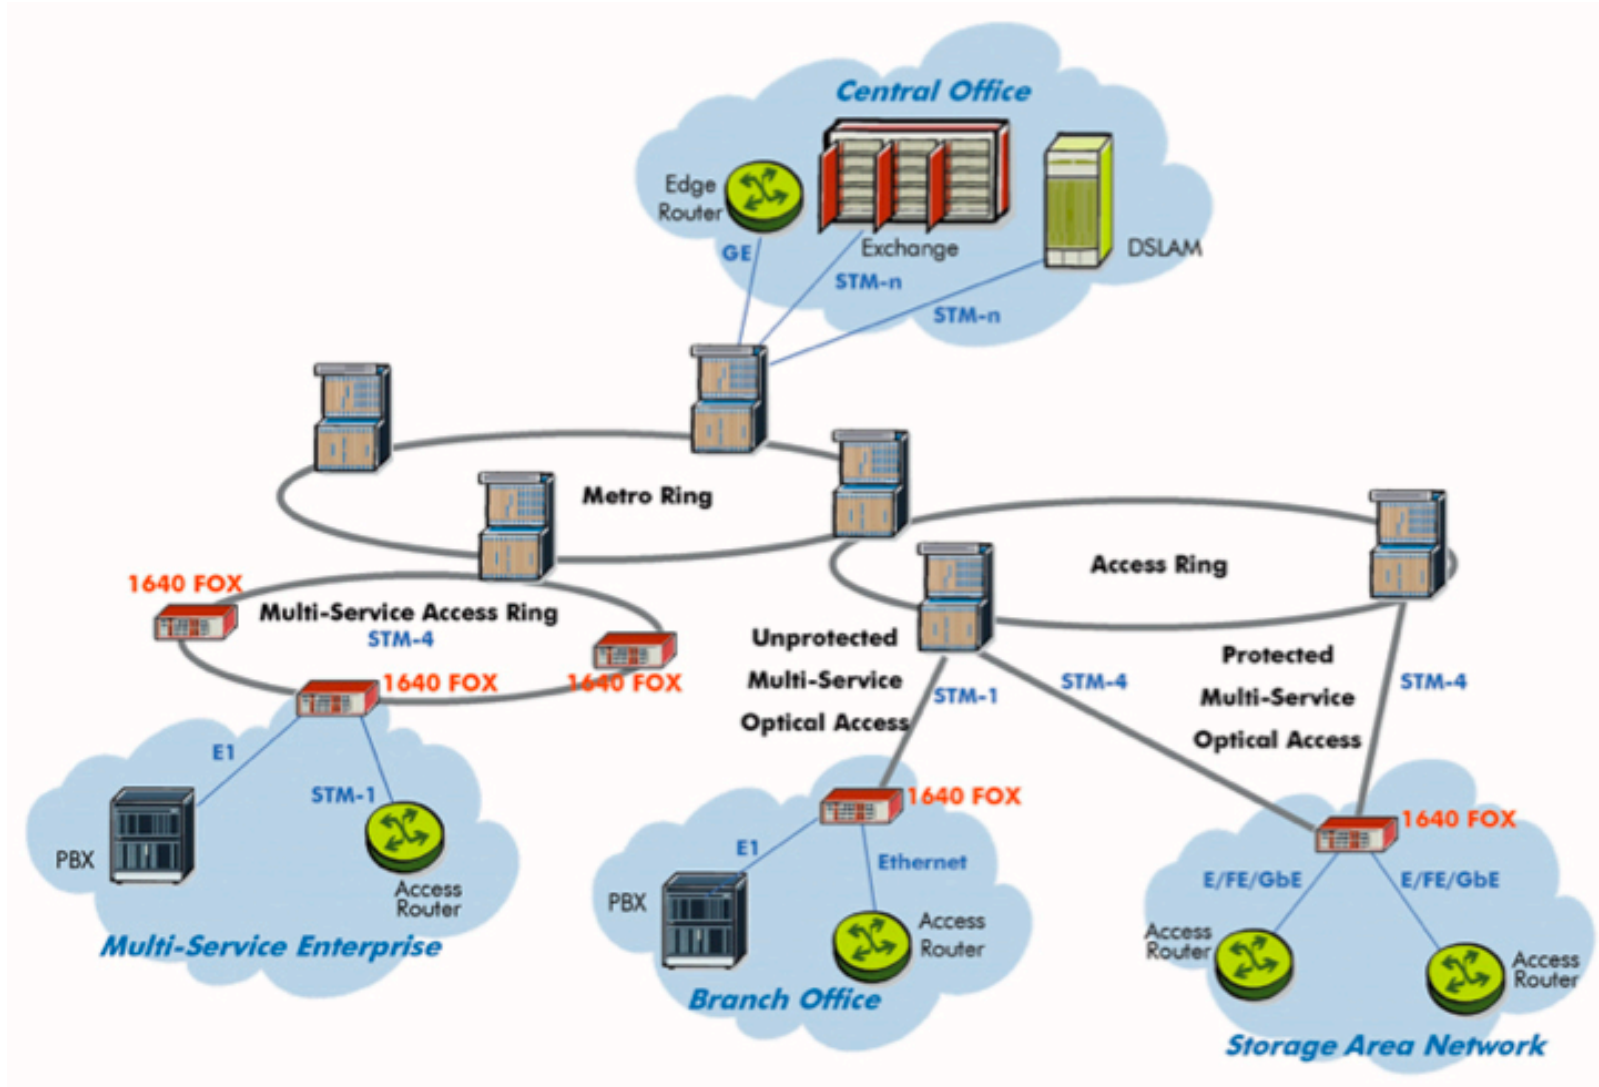 Central Office
Edge
Router
GE
Exchange
STM-n
DSLAM
STM-n
Metro Ring
Access Ring
1640 FOX
Multi-Service Access Ring
STM-4
1640 FOX
1640 FOX
Unprotected
Multi-Service
Optical Access
STM-1
STM-4
Protected
Multi-Service
Optical Access
STM-4
E1
STM-1
PBX
Access
Router
Multi-Service Enterprise
1640 FOX
E1
Ethernet
PBX
Access
Router
Branch Office
1640 FOX
E/FE/GbE
E/FE/GbE
Access
Router
Access
Router
Storage Area Network